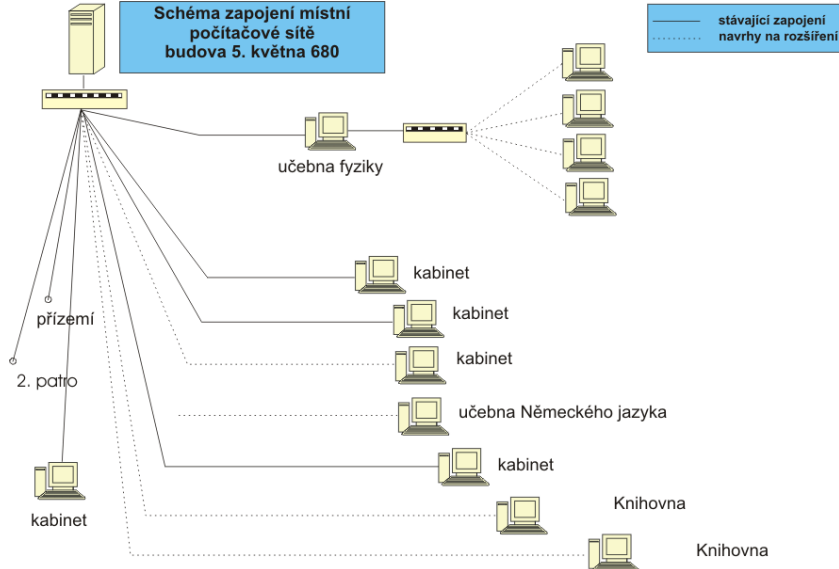 Schéma zapojení místní
počítačové sítě
budova 5. května 680
stávající zapojení
navrhy na rozšíření
učebna fyziky
kabinet
kabinet
přízemí
kabinet
2. patro
učebna Německého jazyka
kabinet
kabinet
Knihovna
Knihovna